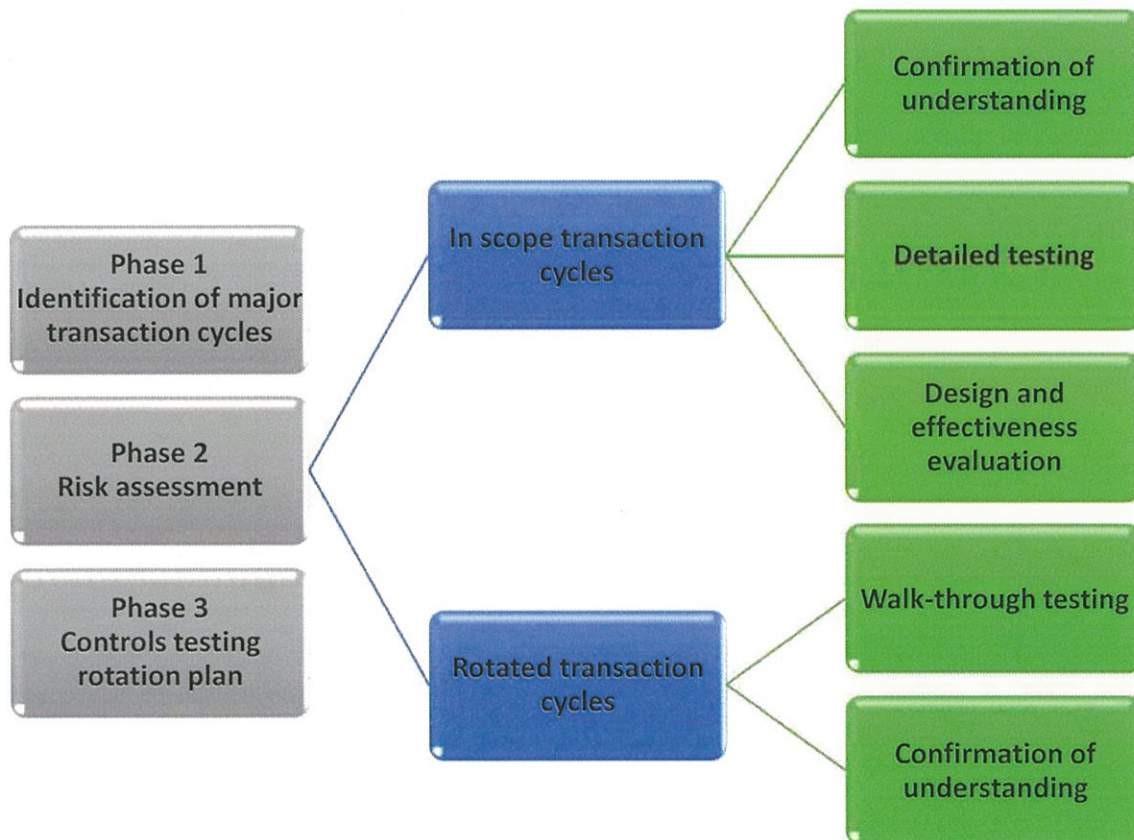 Phase 1
Identification of major
transaction cycles
Phase 2
Risk assessment
Phase 3
Controls testing
rotation plan
In scope transaction
cycles
Rotated transaction
cycles
Confirmation of
understanding
Detailed testing
Design and
effectiveness
evaluation
Walk-through testing
Confirmation of
understanding